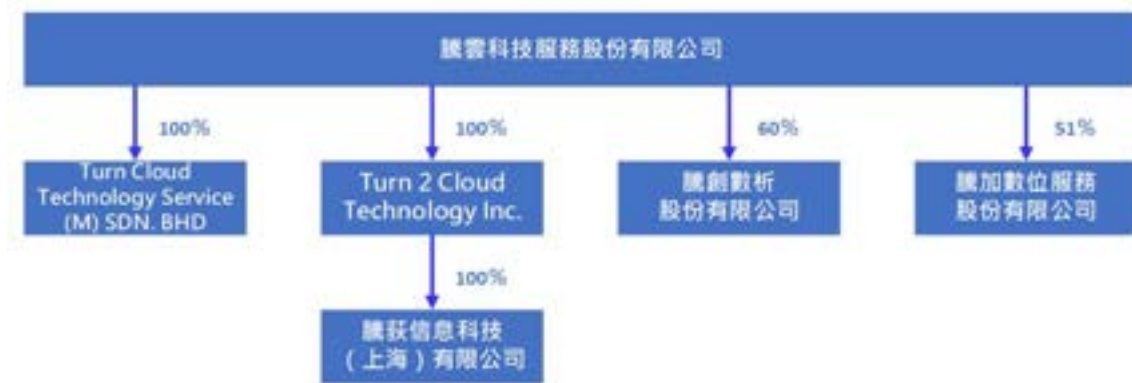 騰雲科技服務股份有限公司
100%
100%
60%
51%
Turn Cloud
Technology Service
(M) SDN. BHD
Turn 2 Cloud
Technology Inc.
騰創數析
股份有限公司
騰加數位服務
股份有限公司
100%
騰荻信息科技
(上海)有限公司